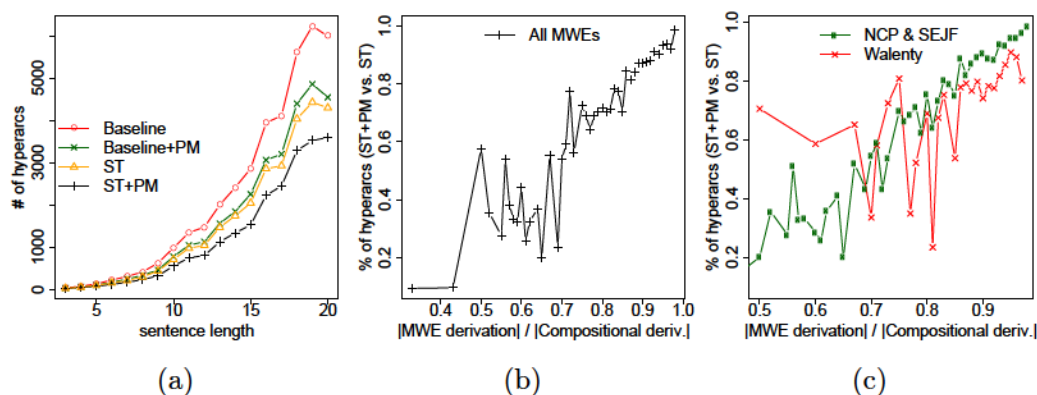 # of hyperarcs
0 1000 3000 5000
Baseline
Baseline+PM
ST
ST+PM
5 10 15 20
sentence length
(a)
% of hyperarcs (ST+PM vs. ST)
0.2 0.4 0.6 0.8 1.0
All MWEs
0.4 0.5 0.6 0.7 0.8 0.9 1.0
|MWE derivation| / |Compositional deriv.|
(b)
% of hyperarcs (ST+PM vs. ST)
0.2 0.4 0.6 0.8 1.0
NCP & SEJF
Walenty
0.5 0.6 0.7 0.8 0.9
|MWE derivation| / |Compositional deriv.|
(c)